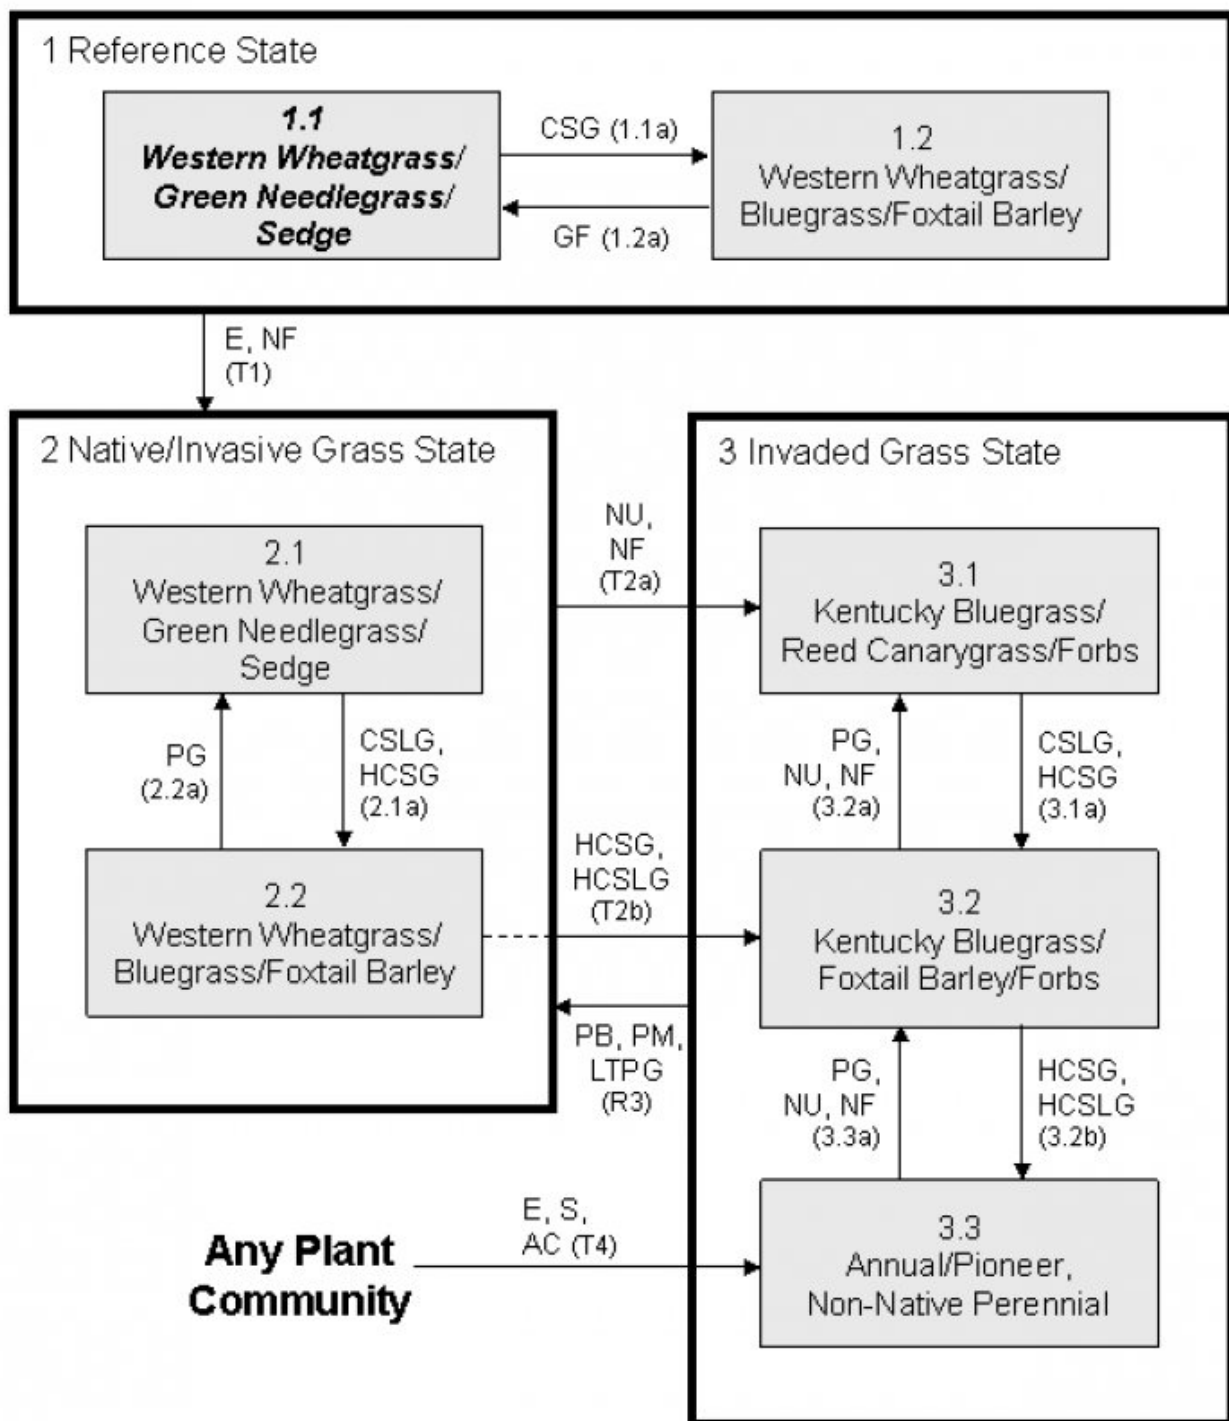 1 Reference State
1.1
Western Wheatgrass/
Green Needlegrass/
Sedge
CSG (1.1a)
GF (1.2a)
1.2
Western Wheatgrass/
Bluegrass/Foxtail Barley
E, NF
(T1)
2 Native/Invasive Grass State
2.1
Western Wheatgrass/
Green Needlegrass/
Sedge
PG
(2.2a)
CSLG,
HCSG
(2.1a)
2.2
Western Wheatgrass/
Bluegrass/Foxtail Barley
NU,
NF
(T2a)
HCSG,
HCSLG
(T2b)
PB, PM,
LTPG
(R3)
3 Invaded Grass State
3.1
Kentucky Bluegrass/
Reed Canarygrass/Forbs
PG,
NU, NF
(3.2a)
CSLG,
HCSG
(3.1a)
3.2
Kentucky Bluegrass/
Foxtail Barley/Forbs
PG,
NU, NF
(3.3a)
HCSG,
HCSLG
(3.2b)
3.3
Annual/Pioneer,
Non-Native Perennial
Any Plant
Community
E, S,
AC (T4)